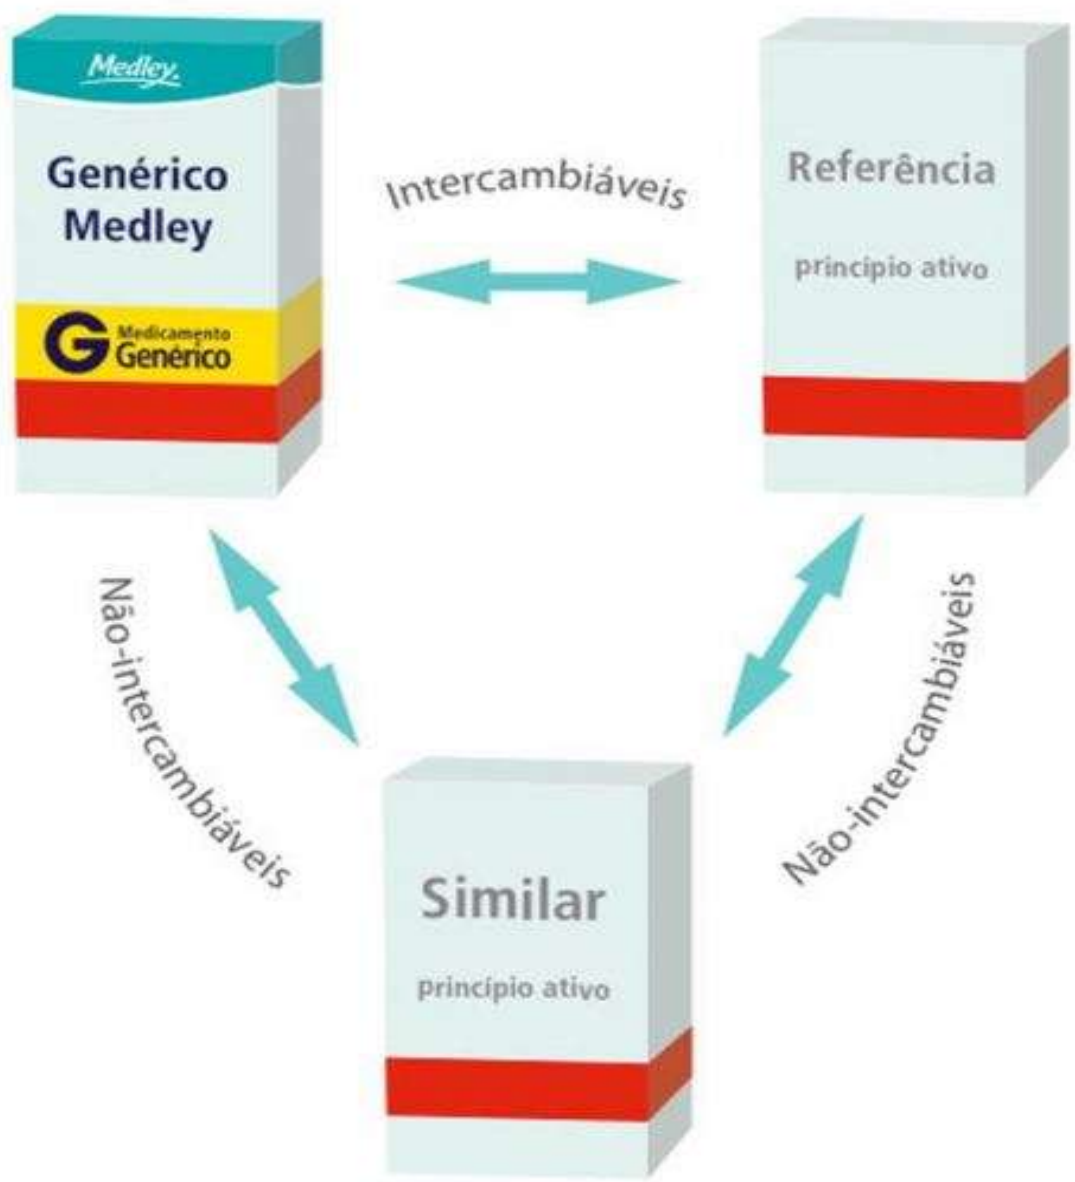 Medley.
Genérico
Medley
G Medicamento
Genérico
Intercambiáveis
Referência
princípio ativo
Não-intercambiáveis
Não-intercambiáveis
Similar
princípio ativo